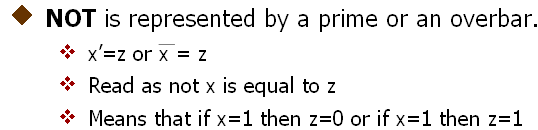 NOT is represented by a prime or an overbar.
x'=z or x̅ = z
Read as not x is equal to z
Means that if x=1 then z=0 or if x=1 then z=1